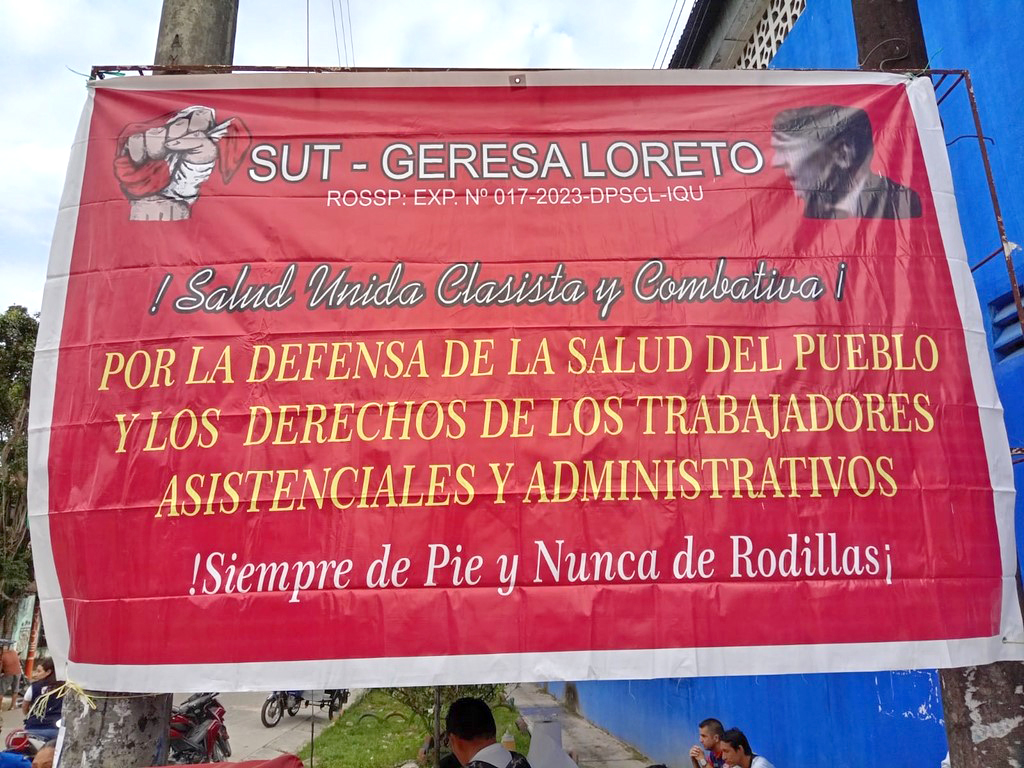 SUT - GERESA LORETO
ROSSP: EXP. Nº 017-2023-DPSCL-IQU
! Salud Unida Clasista y Combativa ¡
POR LA DEFENSA DE LA SALUD DEL PUEBLO
Y LOS DERECHOS DE LOS TRABAJADORES
ASISTENCIALES Y ADMINISTRATIVOS
!Siempre de Pie y Nunca de Rodillas¡